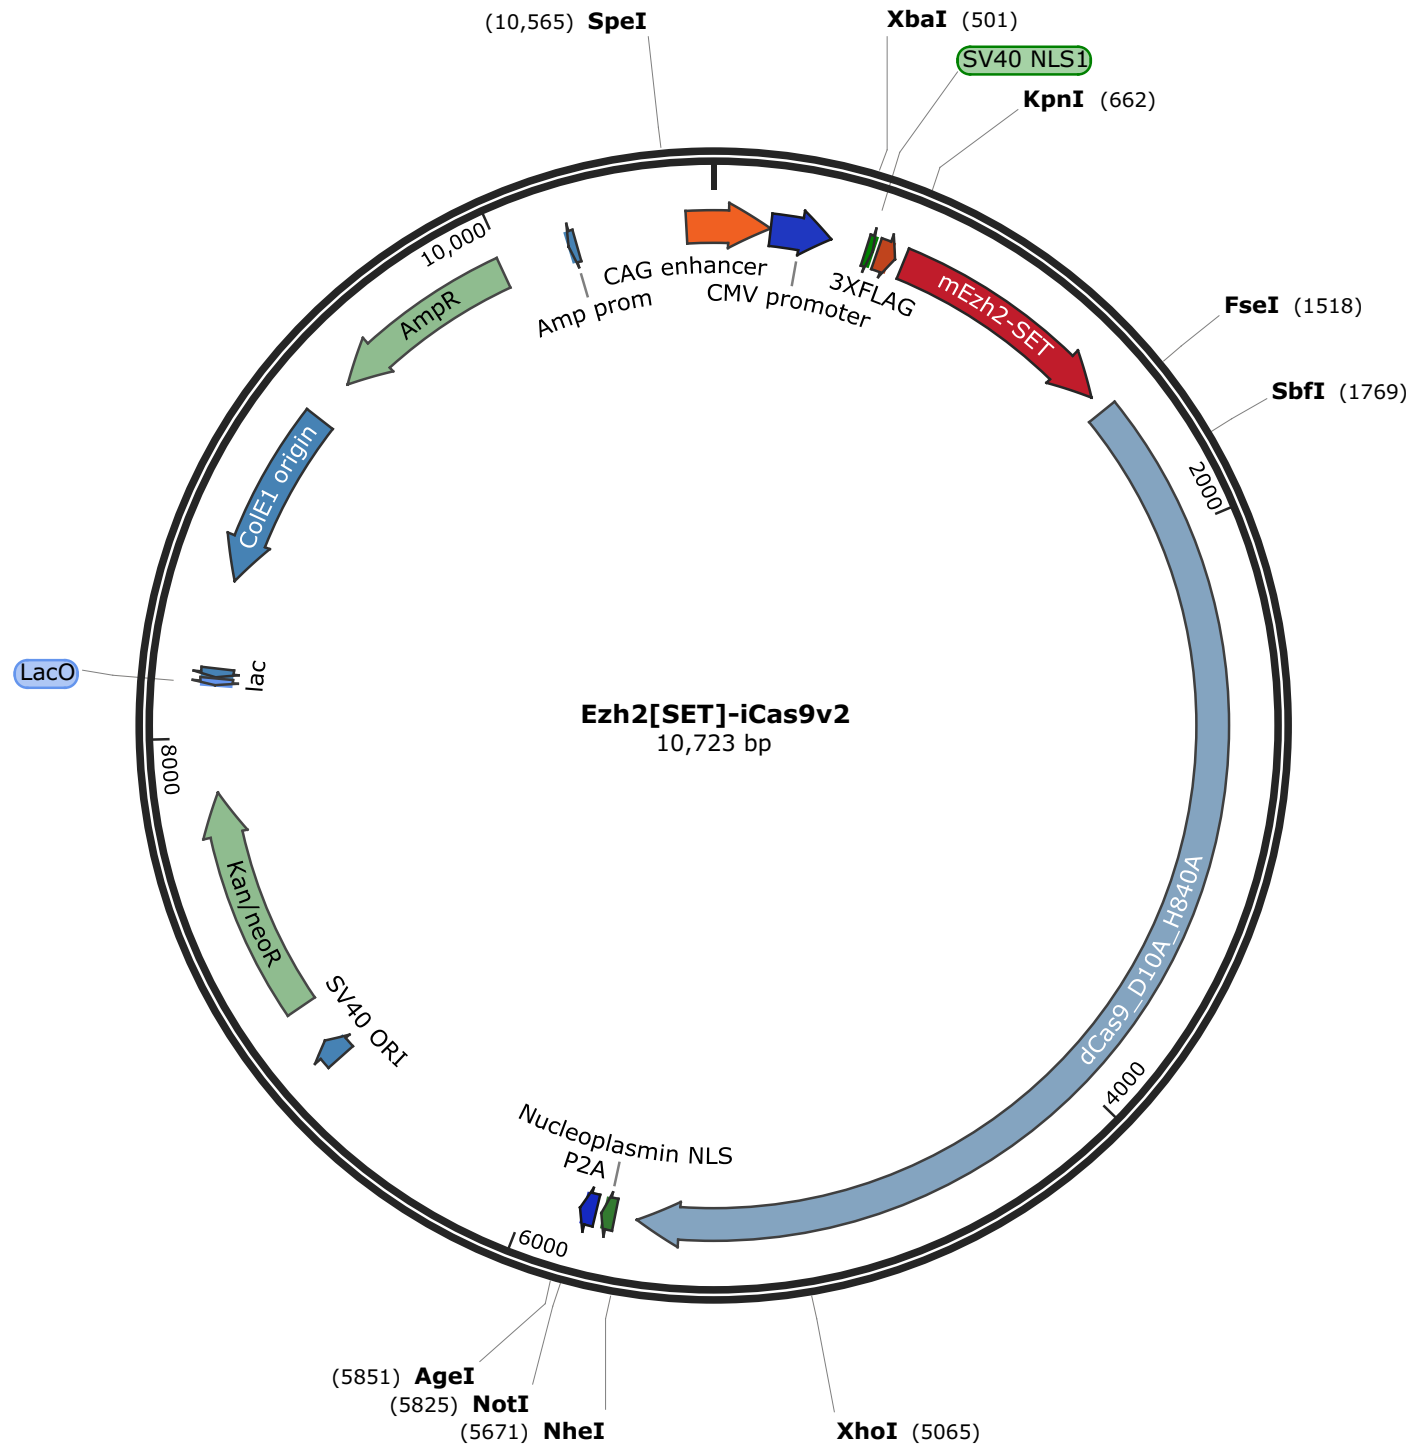 (10,565) SpeI
XbaI (501)
SV40 NLS1
KpnI (662)
10,000
CAG enhancer
Amp prom
CMV promoter
3XFLAG
mEzh2-SET
FseI (1518)
SbfI (1769)
AmpR
2000
ColE1 origin
LacO
lac
Ezh2[SET]-iCas9v2
10,723 bp
8000
Kan/neoR
dCas9_D10A_H840A
SV40 ORI
4000
Nucleoplasmin NLS
P2A
6000
(5851) AgeI
(5825) NotI
(5671) NheI
XhoI (5065)